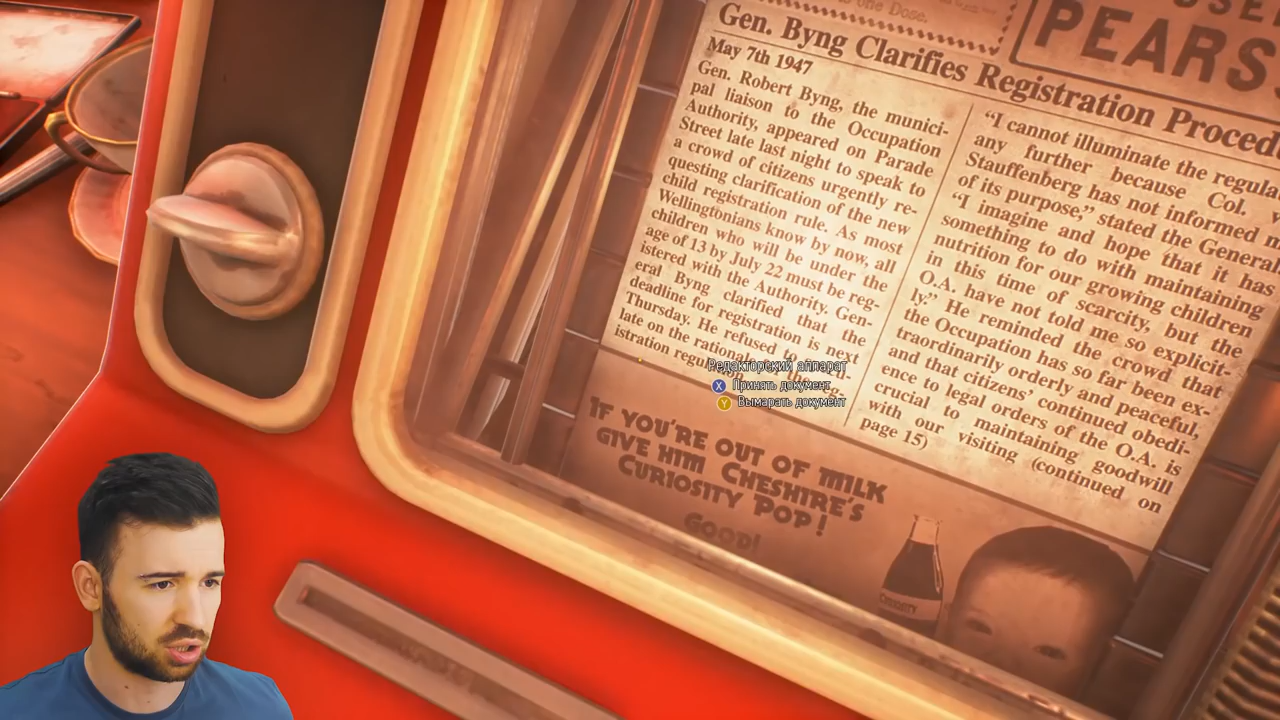 one Dose.
PEARS
Gen. Byng Clarifies Registration
May 7th 1947
Gen. Robert Byng, the munici-
pal liaison to the Occupation
Authority, appeared on Parade
Street late last night to speak to
a crowd of citizens urgently re-
questing clarification of the new
child registration rule. As most
Wellingtonians know by now, all
children who will be under the
age of 13 by July 22 must be reg-
istered with the Authority. Gen-
eral Byng clarified that the
deadline for registration is next
Thursday. He refused to
late on the rationale of the
istration
"I cannot illuminate the
any further because Col.
Stauffenberg has not informed
of its purpose," stated the General.
"I imagine and hope that it has
something to do with maintaining
nutrition for our growing children
in this time of scarcity, but the
O.A. have not told me so explicit-
ly." He reminded the crowd that
the Occupation has so far been ex-
traordinarily orderly and peaceful,
and that citizens' continued obedi-
ence to legal orders of the O.A. is
crucial to maintaining goodwill
with our visiting (continued on
page 15)
Редакторский аппарат
X Принять документ
Y Вымарать документ
IF YOU'RE OUT OF MILK
GIVE HIM CHESHIRE'S
CURIOSITY POP!
GOOD!
CURIOSITY